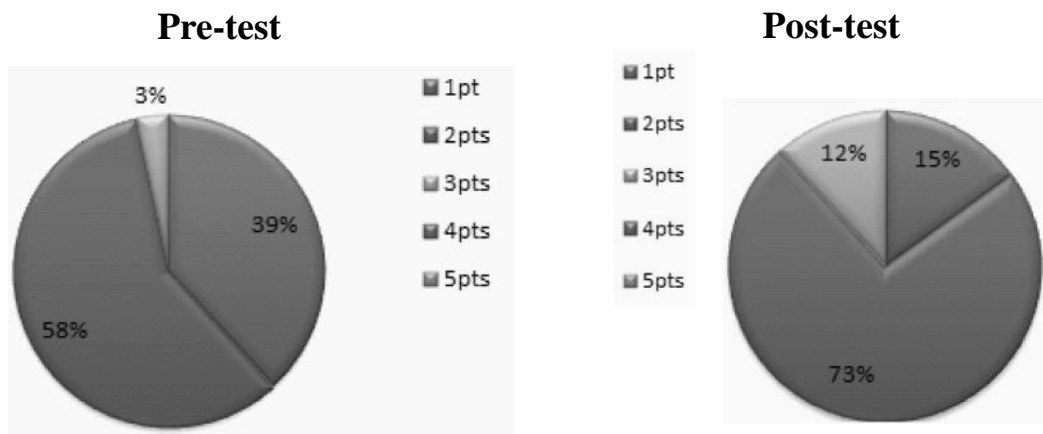 Pre-test
3%
39%
58%
1pt
2pts
3pts
4pts
5pts
Post-test
1pt
2pts
3pts
4pts
5pts
12%
15%
73%